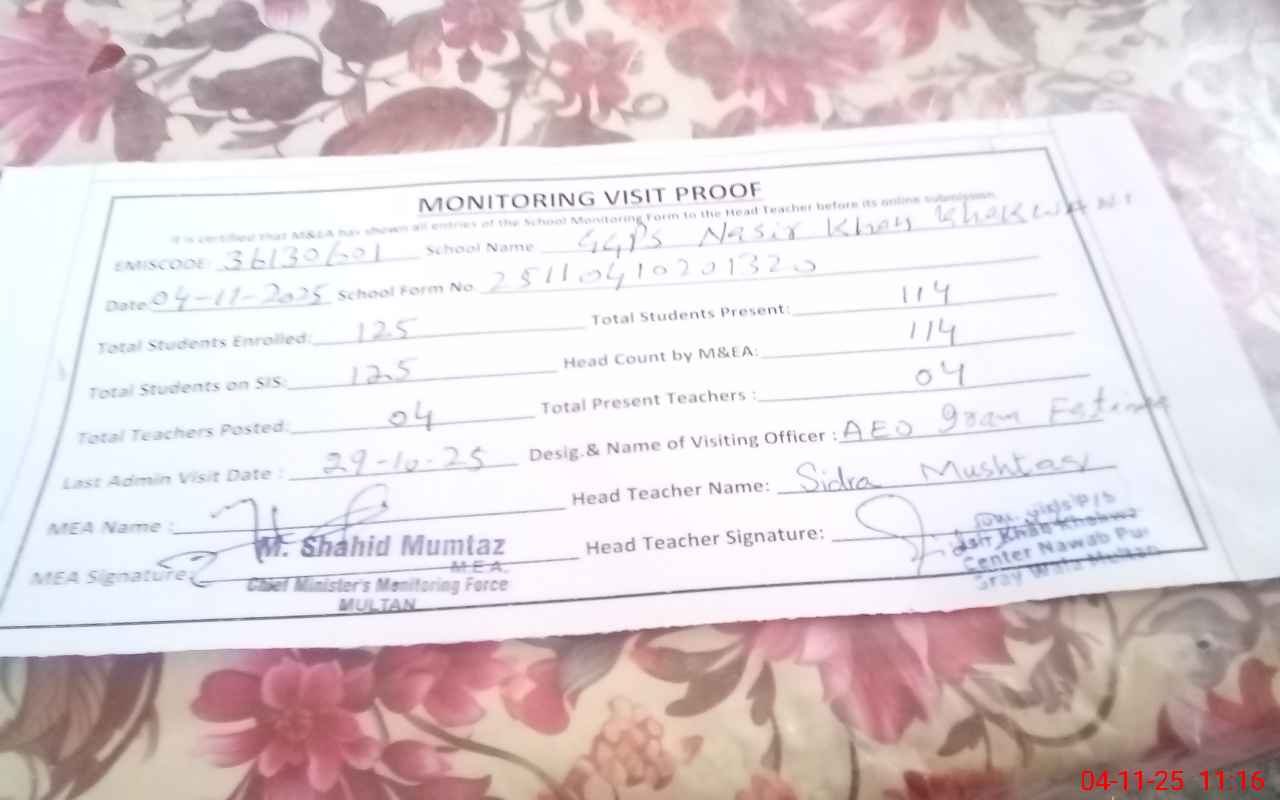 MONITORING VISIT PROOF
It is certified that M&EA has shown all entries of the School Monitoring Form to the Head Teacher before its online submission
EMISCODE: 36130601 School Name GGPS Nasir Khan KhaKWANI
Date 04-11-2025 School Form No. 25110410201320
Total Students Enrolled: 125 Total Students Present: 114
Total Students on SIS: 125 Head Count by M&EA: 114
Total Teachers Posted: 04 Total Present Teachers : 04
Last Admin Visit Date : 29-10-25 Desig.& Name of Visiting Officer : AEO Fatima
MEA Name : Head Teacher Name: Sidra Mushtaq
MEA Signature: Head Teacher Signature:
M. Shahid Mumtaz
M.E.A.
Chief Minister's Monitoring Force
MULTAN
Center Nawab Pur
04-11-25 11:16